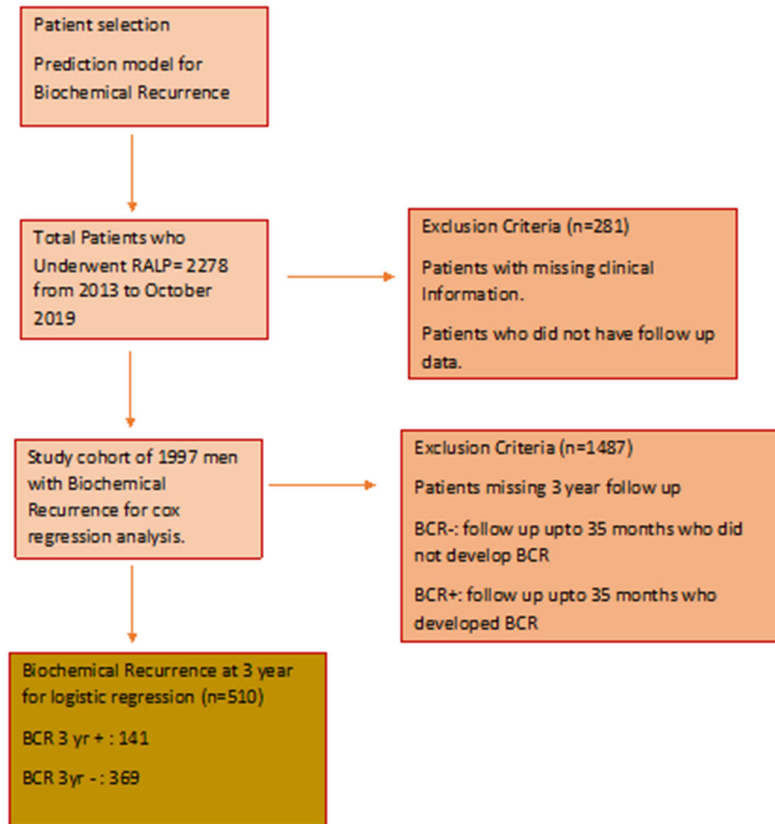 Patient selection
Prediction model for
Biochemical Recurrence
Total Patients who
Underwent RALP= 2278
from 2013 to October
2019
Exclusion Criteria (n=281)
Patients with missing clinical
Information.
Patients who did not have follow up
data.
Study cohort of 1997 men
with Biochemical
Recurrence for cox
regression analysis.
Exclusion Criteria (n=1487)
Patients missing 3 year follow up
BCR-: follow up upto 35 months who did
not develop BCR
BCR+: follow up upto 35 months who
developed BCR
Biochemical Recurrence at 3 year
for logistic regression (n=510)
BCR 3 yr + : 141
BCR 3yr - : 369